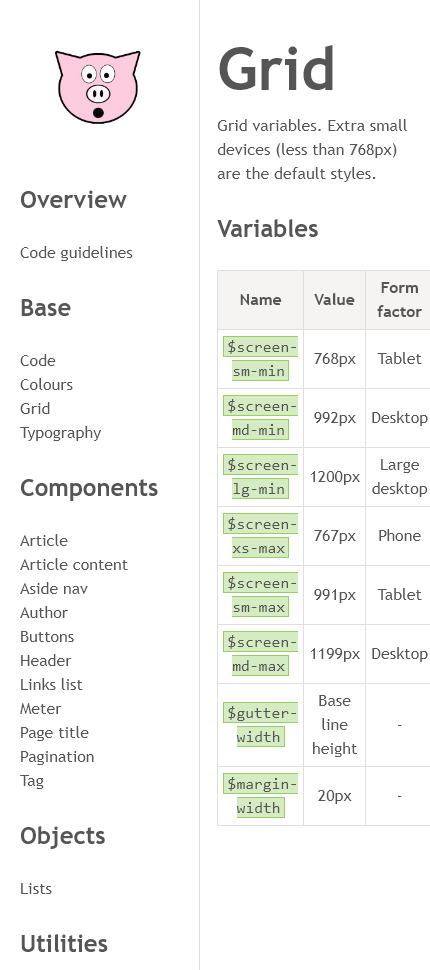 Overview
Code guidelines
Base
Code
Colours
Grid
Typography
Components
Article
Article content
Aside nav
Author
Buttons
Header
Links list
Meter
Page title
Pagination
Tag
Objects
Lists
Utilities
Grid
Grid variables. Extra small
devices (less than 768px)
are the default styles.
Variables
Name Value Form
factor
$screen-
sm-min 768px Tablet
$screen-
md-min 992px Desktop
$screen-
lg-min 1200px Large
desktop
$screen-
xs-max 767px Phone
$screen-
sm-max 991px Tablet
$screen-
md-max 1199px Desktop
$gutter-
width Base
line
height -
$margin-
width 20px -